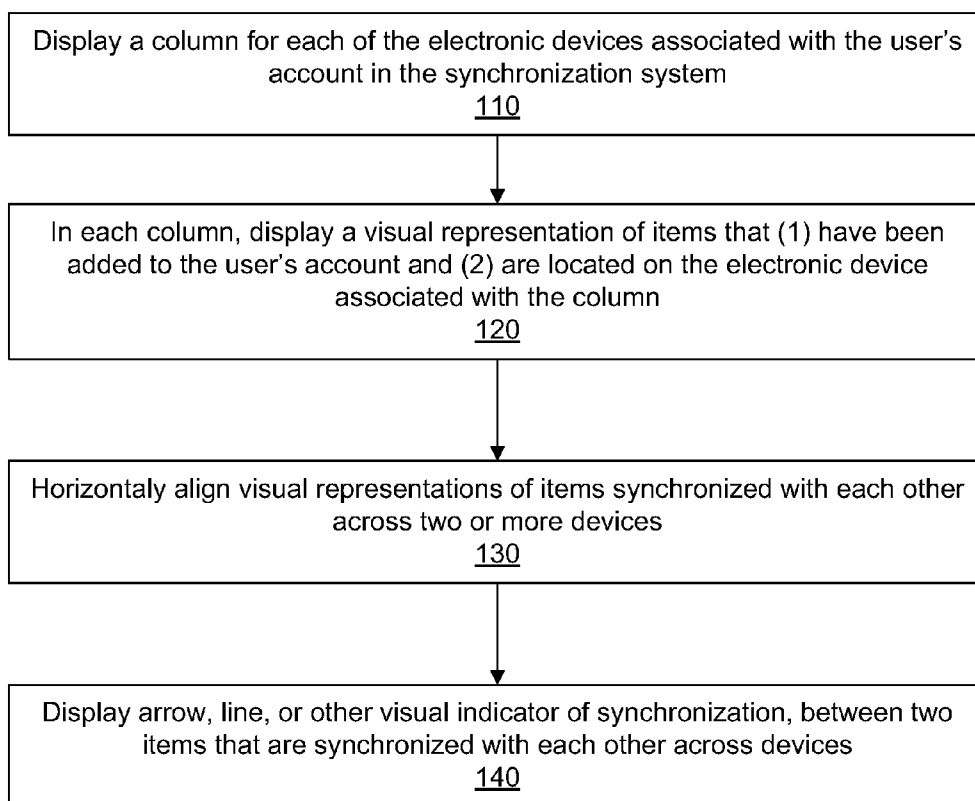 Display a column for each of the electronic devices associated with the user's
account in the synchronization system
110
In each column, display a visual representation of items that (1) have been
added to the user's account and (2) are located on the electronic device
associated with the column
120
Horizontaly align visual representations of items synchronized with each other
across two or more devices
130
Display arrow, line, or other visual indicator of synchronization, between two
items that are synchronized with each other across devices
140